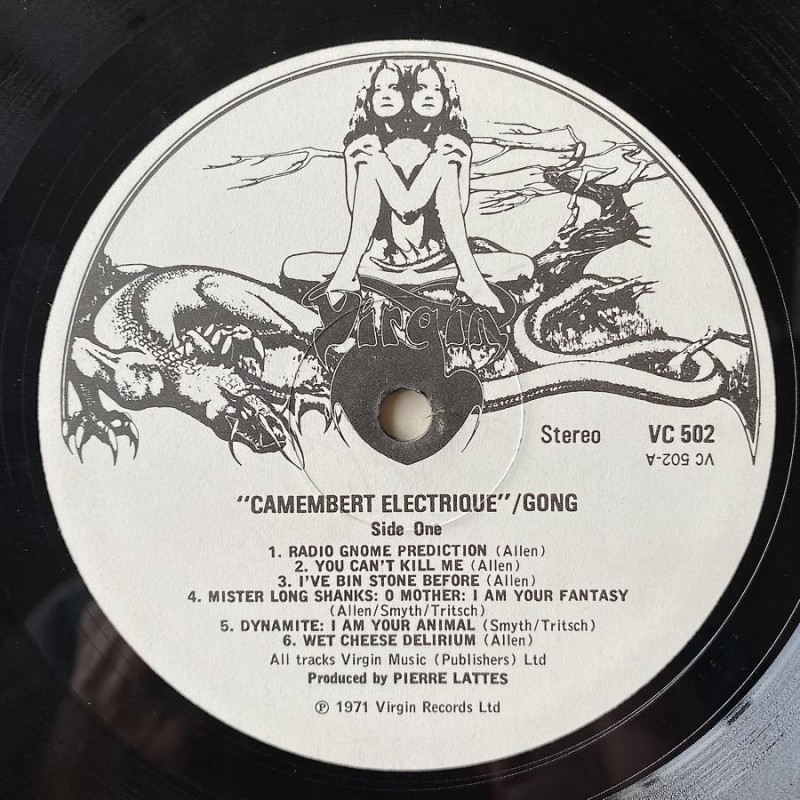 Virgin
Stereo VC 502
VC 502-A
"CAMEMBERT ELECTRIQUE"/GONG
Side One
1. RADIO GNOME PREDICTION (Allen)
2. YOU CAN'T KILL ME (Allen)
3. I'VE BIN STONE BEFORE (Allen)
4. MISTER LONG SHANKS: O MOTHER: I AM YOUR FANTASY
(Allen/Smyth/Tritsch)
5. DYNAMITE: I AM YOUR ANIMAL (Smyth/Tritsch)
6. WET CHEESE DELIRIUM (Allen)
All tracks Virgin Music (Publishers) Ltd
Produced by PIERRE LATTES
℗ 1971 Virgin Records Ltd